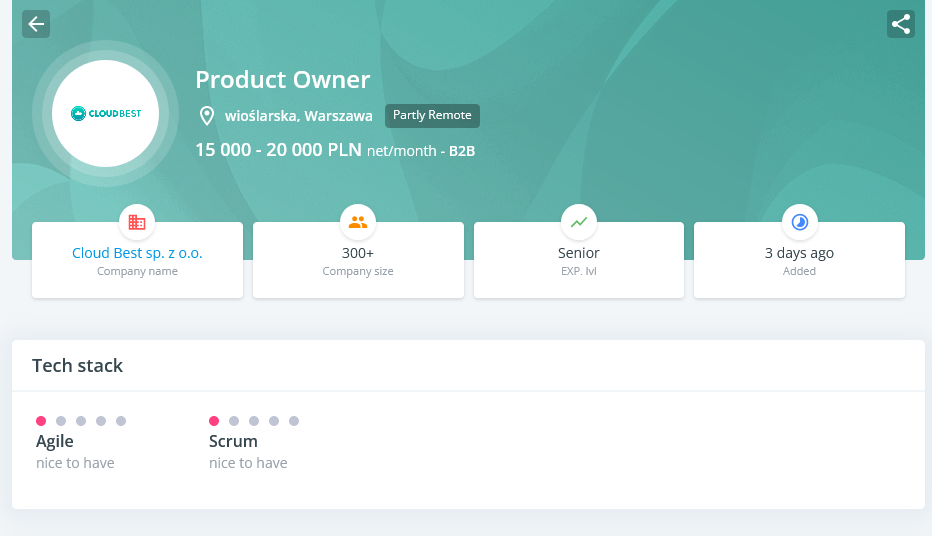 Product Owner
wioślarska, Warszawa Partly Remote
15 000 - 20 000 PLN net/month - B2B
CLOUDBEST
Cloud Best sp. z o.o.
Company name
300+
Company size
Senior
EXP. lvl
3 days ago
Added
Tech stack
Agile
nice to have
Scrum
nice to have